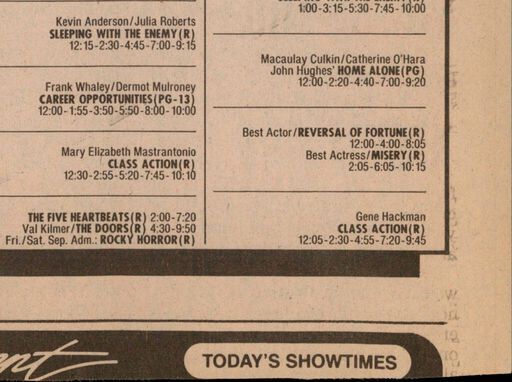 Kevin Anderson/Julia Roberts
SLEEPING WITH THE ENEMY (R)
12:15-2:30-4:45-7:00-9:15
Frank Whaley/Dermot Mulroney
CAREER OPPORTUNITIES (PG-13)
12:00-1:55-3:50-5:50-8:00-10:00
Mary Elizabeth Mastrantonio
CLASS ACTION (R)
12:30-2:55-5:20-7:45-10:10
THE FIVE HEARTBEATS (R) 2:00-7:20
Val Kilmer/THE DOORS (R) 4:30-9:50
Fri./Sat. Sep. Adm.: ROCKY HORROR (R)
1:00-3:15-5:30-7:45-10:00
Macaulay Culkin/Catherine O'Hara
John Hughes' HOME ALONE (PG)
12:00-2:20-4:40-7:00-9:20
Best Actor/REVERSAL OF FORTUNE (R)
12:00-4:00-8:05
Best Actress/MISERY (R)
2:05-6:05-10:15
Gene Hackman
CLASS ACTION (R)
12:05-2:30-4:55-7:20-9:45
TODAY'S SHOWTIMES